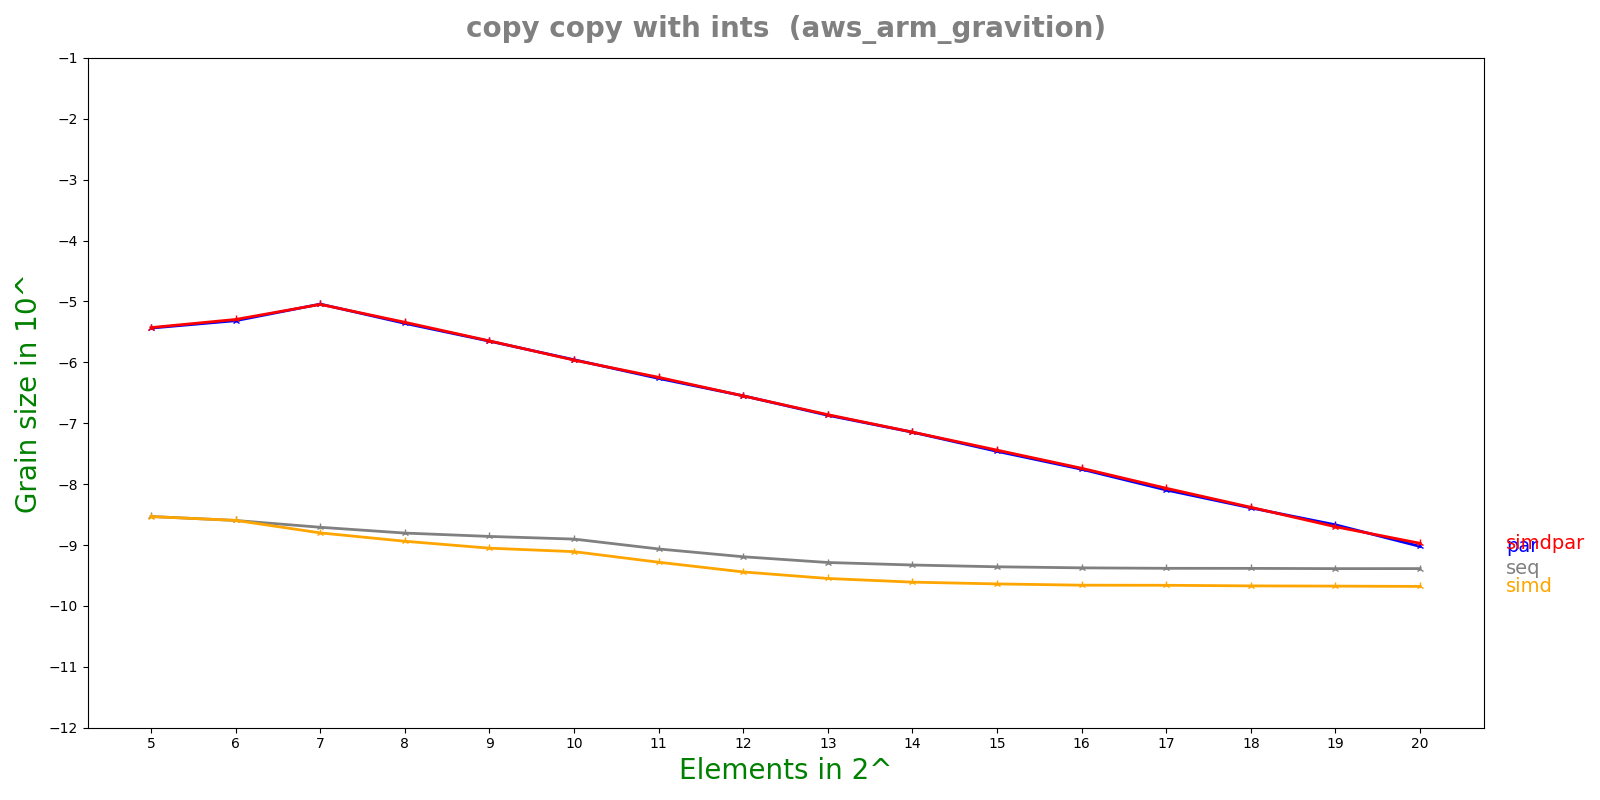 copy copy with ints (aws_arm_gravition)
−1
−2
−3
−4
−5
−6
−7
−8
−9
−10
−11
−12
Grain size in 10^
5 6 7 8 9 10 11 12 13 14 15 16 17 18 19 20
Elements in 2^
simdpar
par
seq
simd